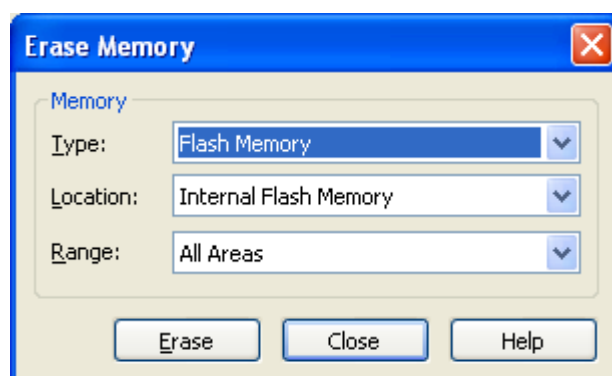 Erase Memory
Memory
Type: Flash Memory
Location: Internal Flash Memory
Range: All Areas
Erase Close Help